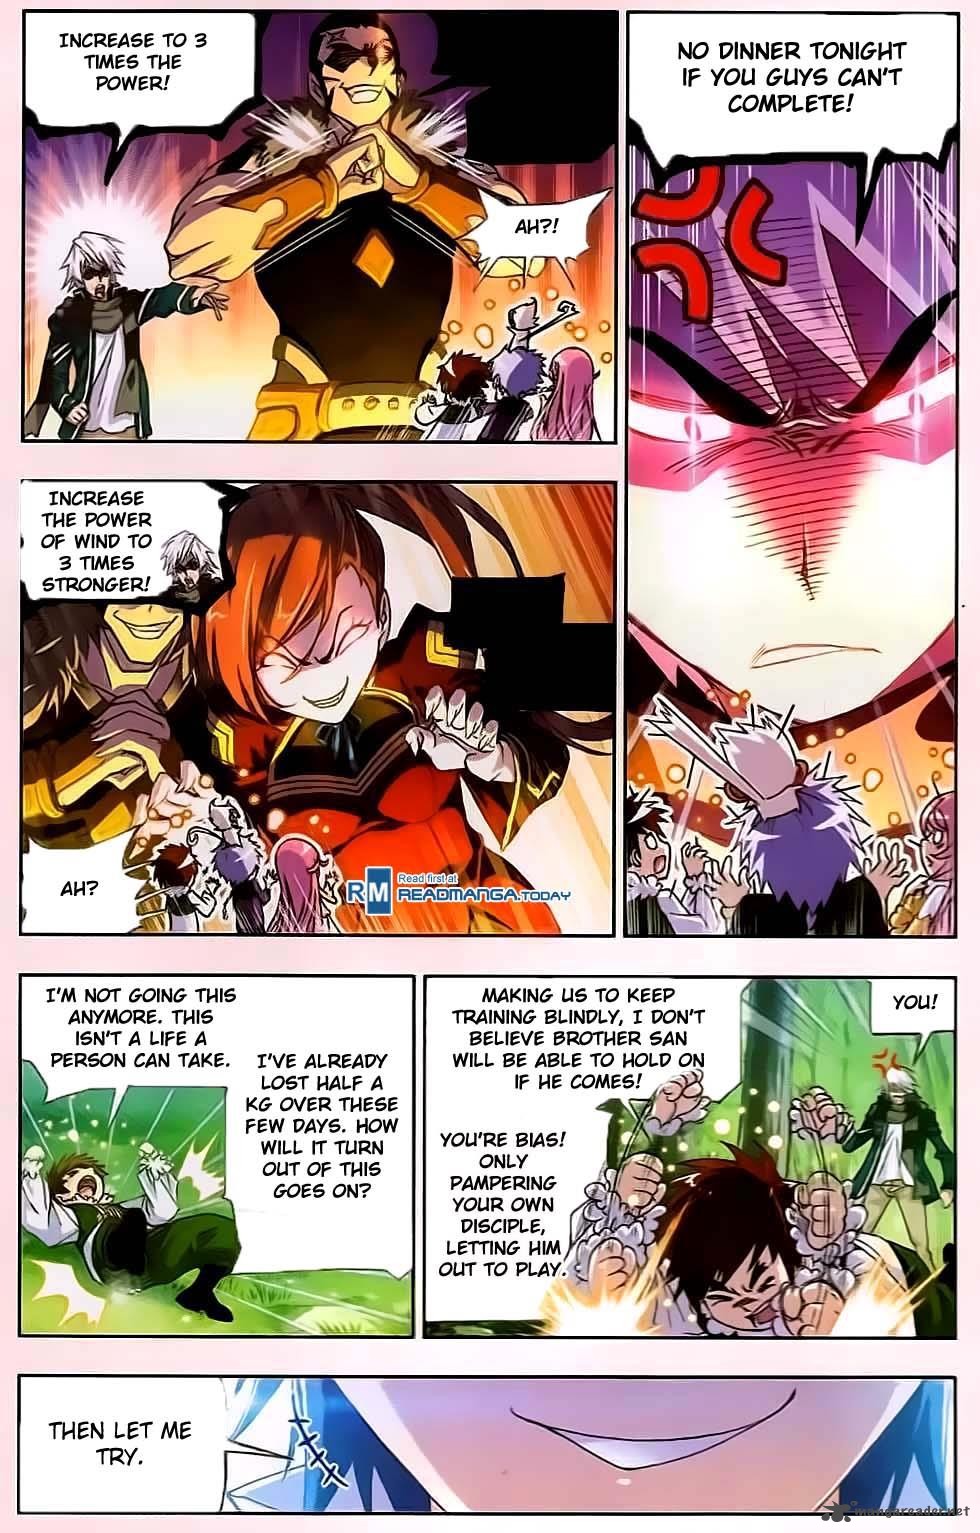 INCREASE TO 3
TIMES THE
POWER!
AH?!
NO DINNER TONIGHT
IF YOU GUYS CAN'T
COMPLETE!
INCREASE
THE POWER
OF WIND TO
3 TIMES
STRONGER!
AH?
RM Read first at
READMANGA.TODAY
I'M NOT GOING THIS
ANYMORE. THIS
ISN'T A LIFE A
PERSON CAN TAKE.
I'VE ALREADY
LOST HALF A
KG OVER THESE
FEW DAYS. HOW
WILL IT TURN
OUT OF THIS
GOES ON?
MAKING US TO KEEP
TRAINING BLINDLY, I DON'T
BELIEVE BROTHER SAN
WILL BE ABLE TO HOLD ON
IF HE COMES!
YOU'RE BIAS!
ONLY
PAMPERING
YOUR OWN
DISCIPLE,
LETTING HIM
OUT TO PLAY.
YOU!
THEN LET ME
TRY.
mangareader.net